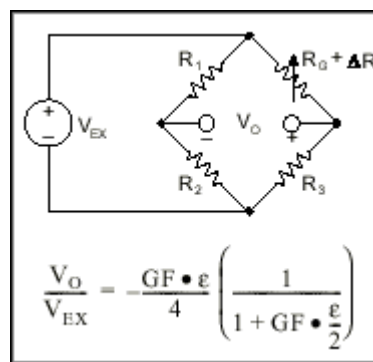 R1
RG + ΔR
+
−
VEX
−
VO
+
R2
R3
VO/VEX = − GF • ε/4 (1/(1 + GF • ε/2))